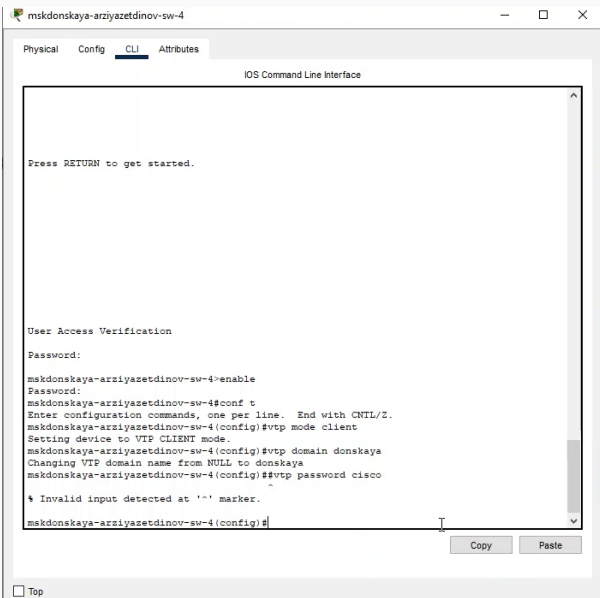 mskdonskaya-arziyazetdinov-sw-4
Physical Config CLI Attributes
IOS Command Line Interface
Press RETURN to get started.
User Access Verification
Password:
mskdonskaya-arziyazetdinov-sw-4>enable
Password:
mskdonskaya-arziyazetdinov-sw-4#conf t
Enter configuration commands, one per line.  End with CNTL/Z.
mskdonskaya-arziyazetdinov-sw-4(config)#vtp mode client
Setting device to VTP CLIENT mode.
mskdonskaya-arziyazetdinov-sw-4(config)#vtp domain donskaya
Changing VTP domain name from NULL to donskaya
mskdonskaya-arziyazetdinov-sw-4(config)##vtp password cisco
^
% Invalid input detected at '^' marker.
mskdonskaya-arziyazetdinov-sw-4(config)#
Copy Paste
Top